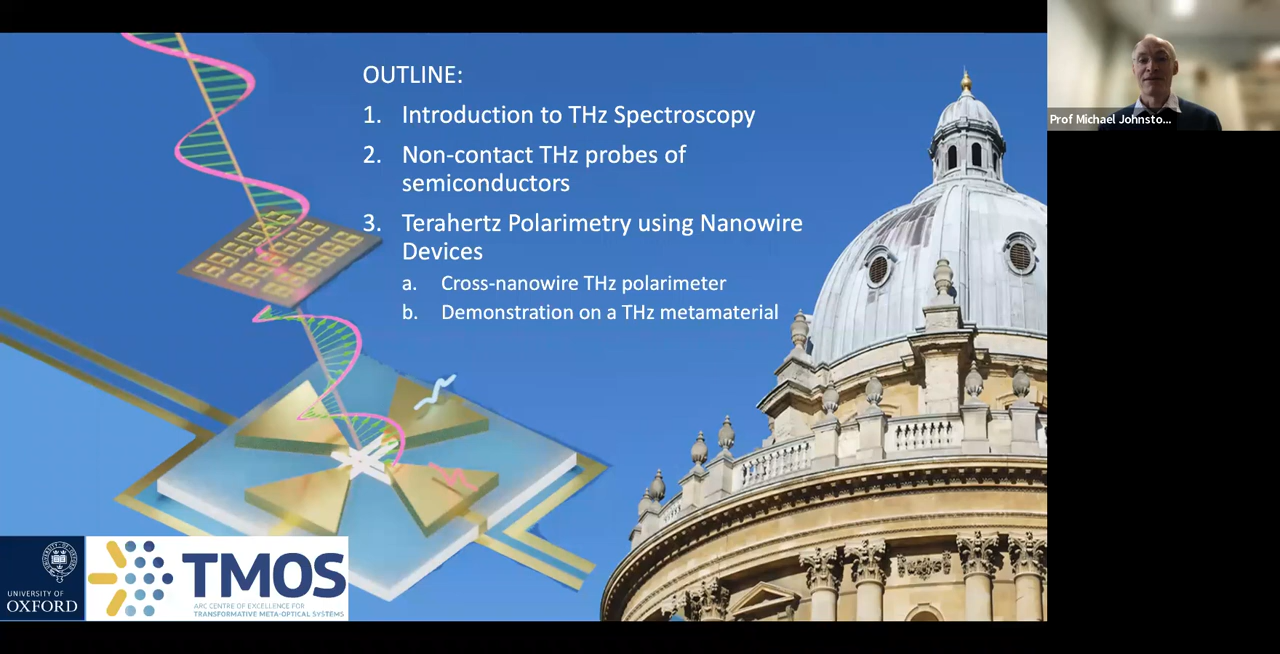 OUTLINE:
1. Introduction to THz Spectroscopy
2. Non-contact THz probes of
semiconductors
3. Terahertz Polarimetry using Nanowire
Devices
a. Cross-nanowire THz polarimeter
b. Demonstration on a THz metamaterial
Prof Michael Johnsto...
UNIVERSITY OF
OXFORD
TMOS
ARC CENTRE OF EXCELLENCE FOR
TRANSFORMATIVE META-OPTICAL SYSTEMS